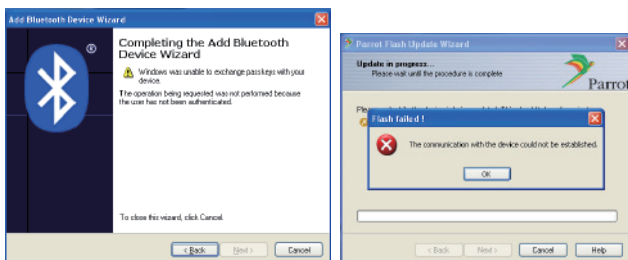 Add Bluetooth Device Wizard
®
Completing the Add Bluetooth
Device Wizard
Windows was unable to exchange passkeys with your
device.
The operation being requested was not performed because
the user has not been authenticated.
To close this wizard, click Cancel.
< Back Next > Cancel
Parrot Flash Update Wizard
Update in progress...
Please wait until the procedure is complete
Parrot
Flash failed !
The communication with the device could not be established.
OK
< Back Next > Cancel Help